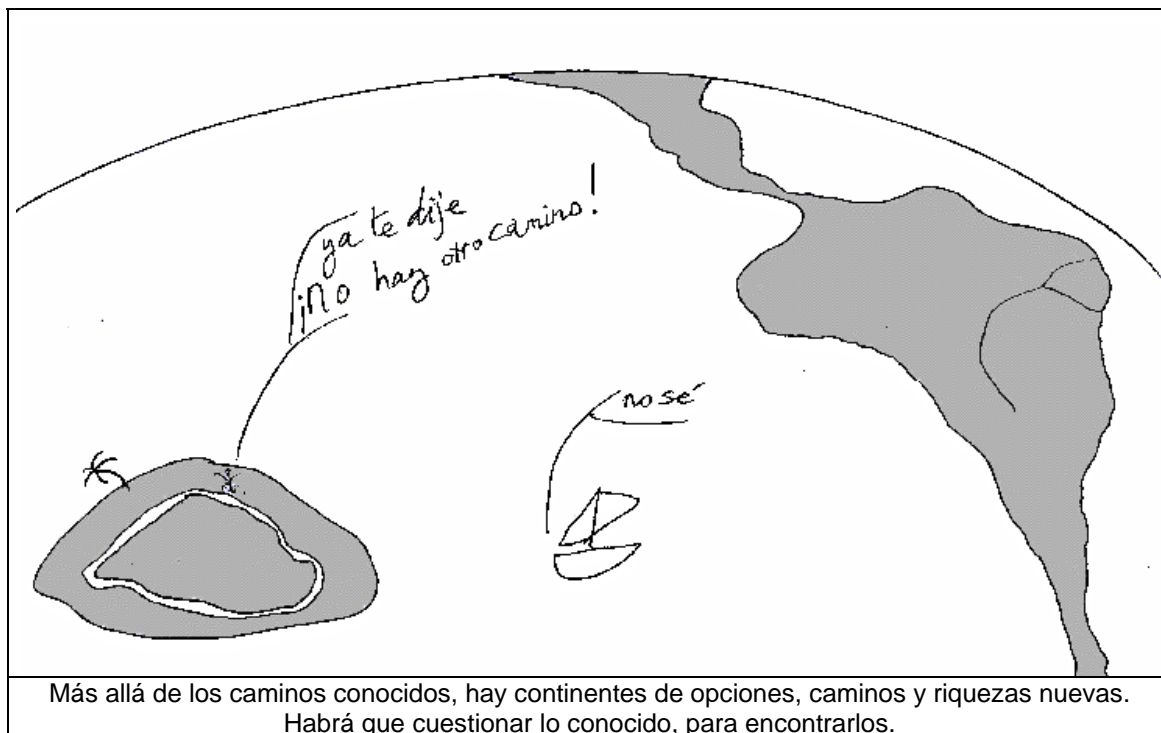 ya te dije
¡No hay otro camino!
no sé
Más allá de los caminos conocidos, hay continentes de opciones, caminos y riquezas nuevas.
Habrá que cuestionar lo conocido, para encontrarlos.